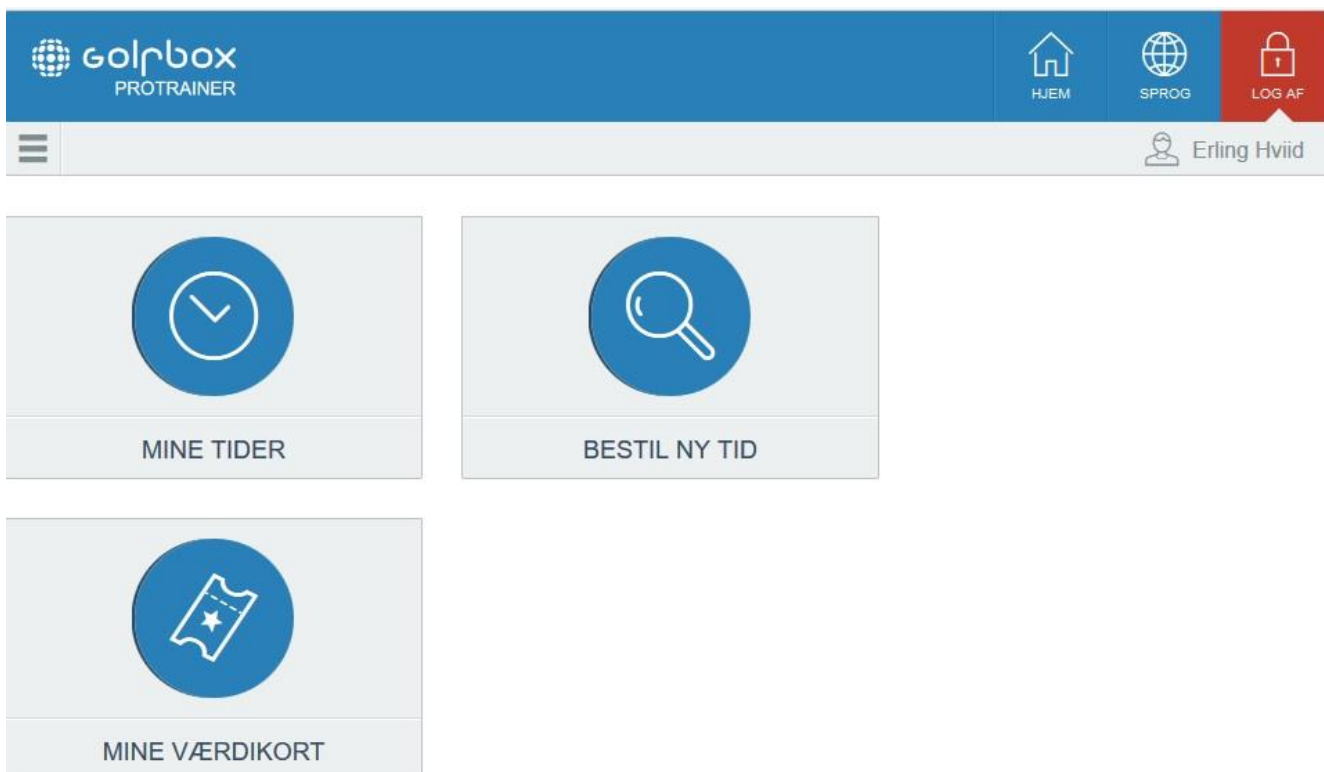 GOLFBOX
PROTRAINER
HJEM
SPROG
LOG AF
Erling Hviid
MINE TIDER
BESTIL NY TID
MINE VÆRDIKORT